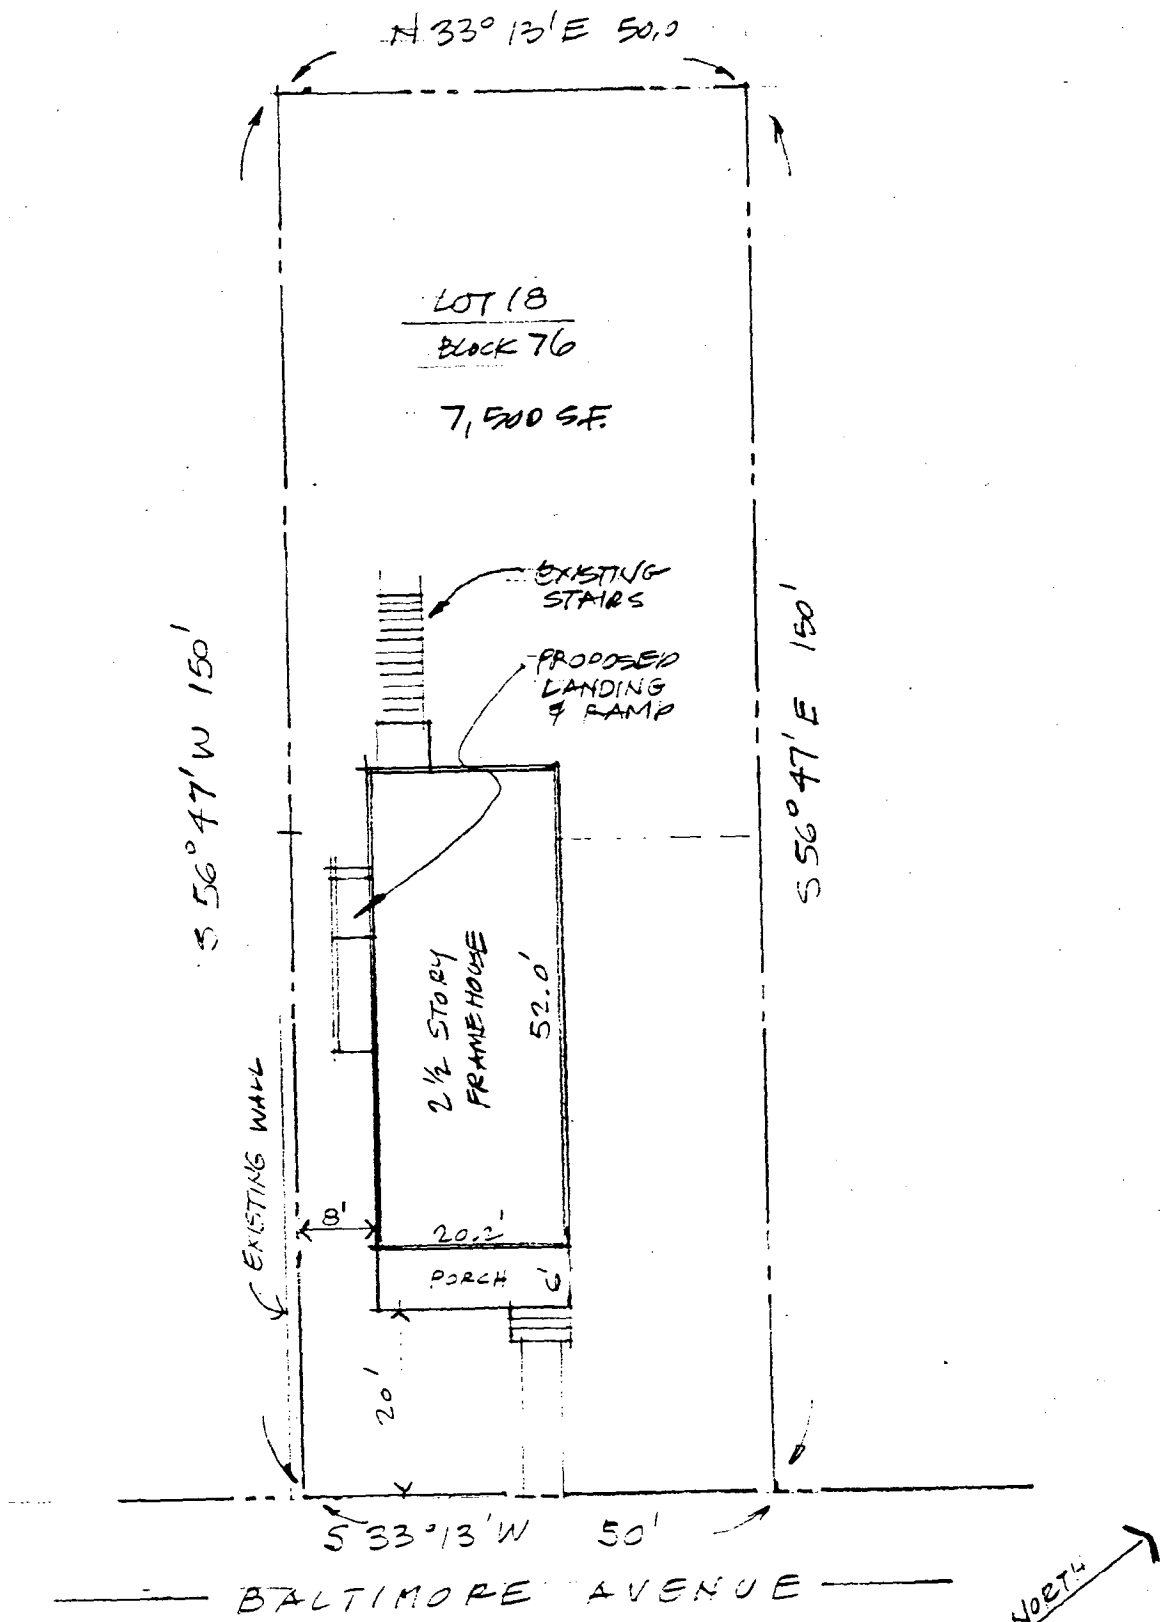 N 33° 13' E 50.0
LOT 18
BLOCK 76
7,500 S.F.
EXISTING
STAIRS
PROPOSED
LANDING
& RAMP
S 56° 47' W 150'
S 56° 47' E 150'
2 1/2 STORY
FRAME HOUSE
52.0'
EXISTING WALL
8'
20.2'
PORCH 6'
20'
S 33° 13' W 50'
BALTIMORE AVENUE
NORTH